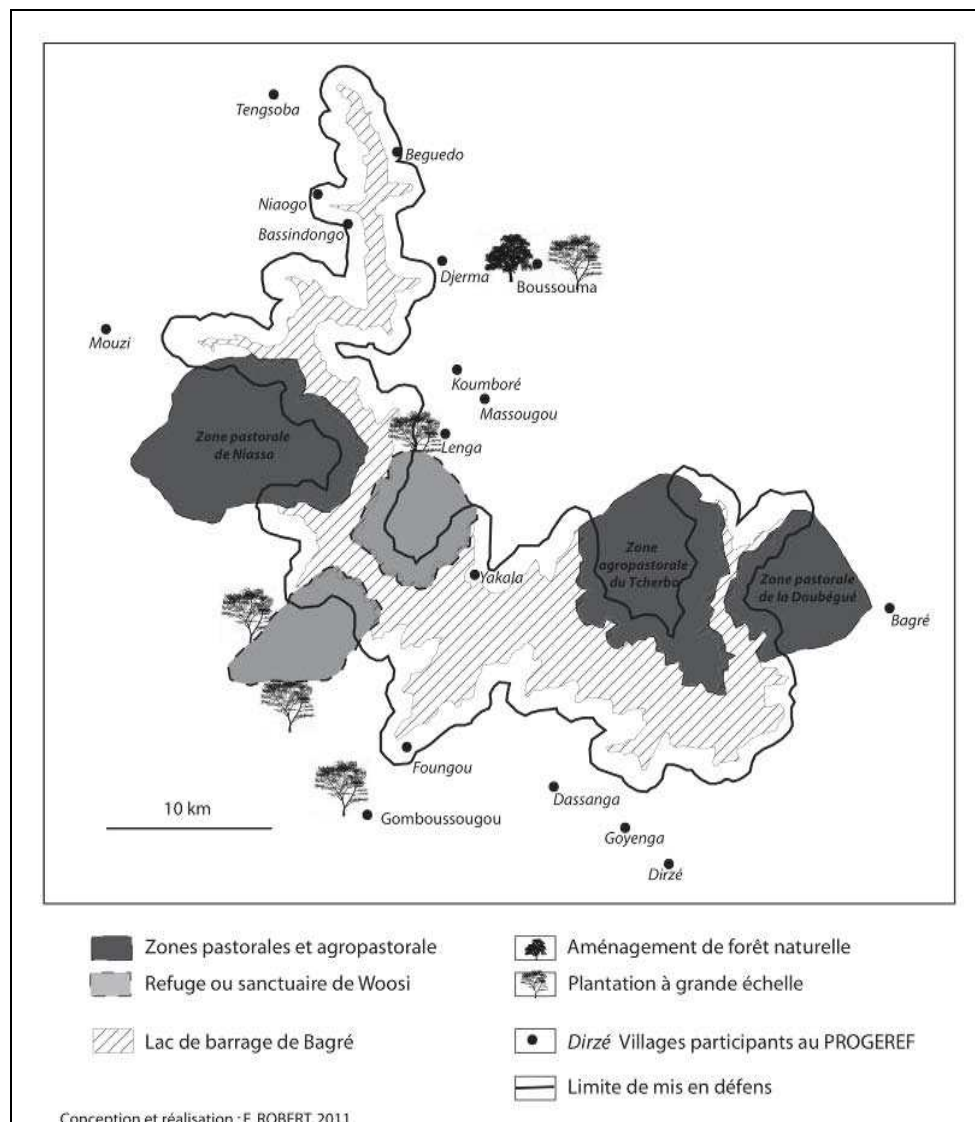 Tengsoba
Beguedo
Niaogo
Bassindongo
Djerma
Boussouma
Mouzi
Koumboré
Massougou
Lenga
Zone pastorale
de Niassa
Zone
agropastorale
du Tcherbo
Zone pastorale
de la Doubégué
Yakala
Bagré
Foungou
Dassanga
10 km
Gomboussougou
Goyenga
Dirzé
Zones pastorales et agropastorale
Refuge ou sanctuaire de Woosi
Lac de barrage de Bagré
Aménagement de forêt naturelle
Plantation à grande échelle
Dirzé Villages participants au PROGEREF
Limite de mis en défens
Conception et réalisation : E. ROBERT, 2011